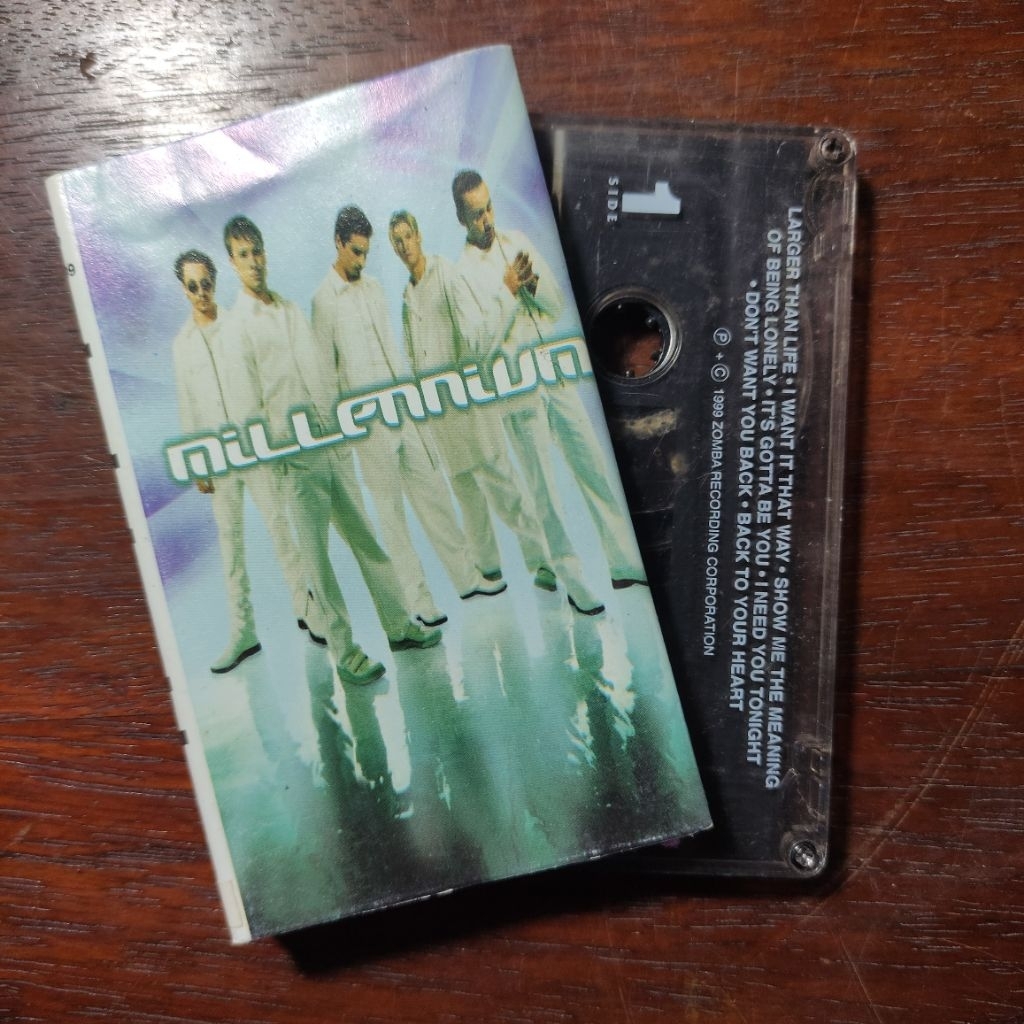 MiLLenniUM
9
1
SIDE
LARGER THAN LIFE • I WANT IT THAT WAY • SHOW ME THE MEANING
OF BEING LONELY • IT'S GOTTA BE YOU • I NEED YOU TONIGHT
• DON'T WANT YOU BACK • BACK TO YOUR HEART
℗ + © 1999 ZOMBA RECORDING CORPORATION